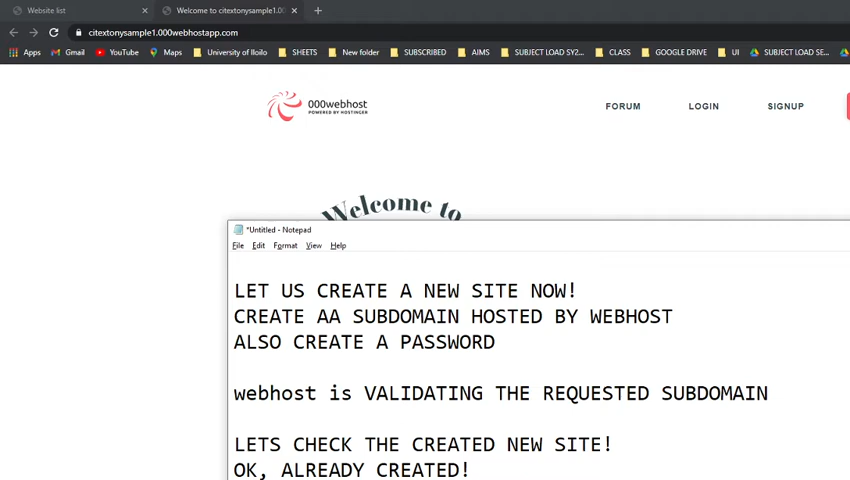 Website list
Welcome to citextonysample1.00
citextonysample1.000webhostapp.com
Apps Gmail YouTube Maps University of Iloilo SHEETS New folder SUBSCRIBED AIMS SUBJECT LOAD SY2... CLASS GOOGLE DRIVE UI SUBJECT LOAD SE...
000webhost
POWERED BY HOSTINGER
FORUM LOGIN SIGNUP
Welcome to
*Untitled - Notepad
File Edit Format View Help
LET US CREATE A NEW SITE NOW!
CREATE AA SUBDOMAIN HOSTED BY WEBHOST
ALSO CREATE A PASSWORD
webhost is VALIDATING THE REQUESTED SUBDOMAIN
LETS CHECK THE CREATED NEW SITE!
OK, ALREADY CREATED!